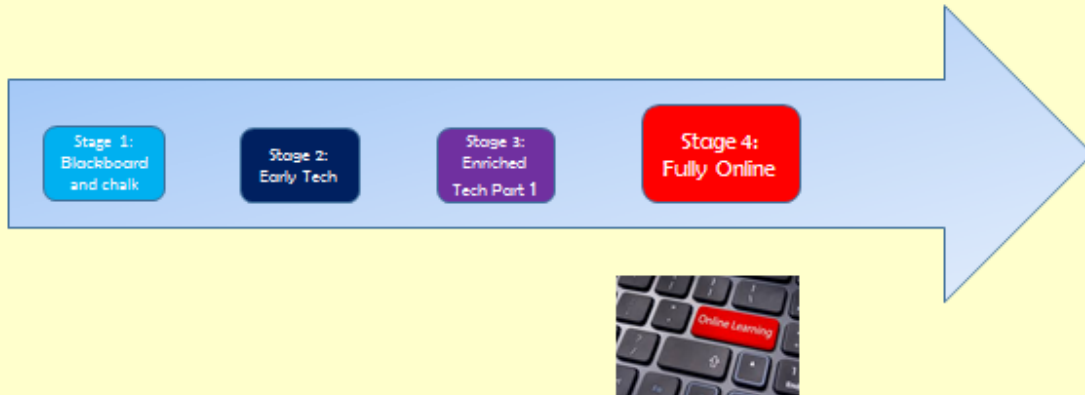 Stage 1:
Blackboard
and chalk
Stage 2:
Early Tech
Stage 3:
Enriched
Tech Part 1
Stage 4:
Fully Online
Online Learning